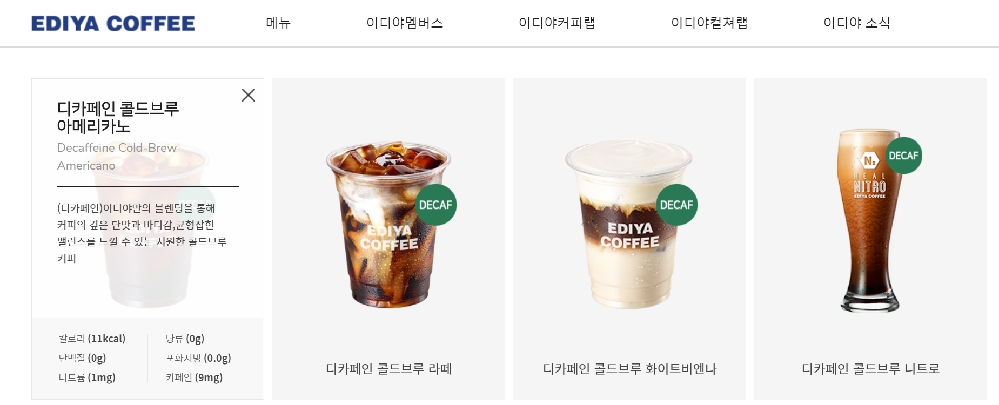 EDIYA COFFEE
메뉴
이디야멤버스
이디야커피랩
이디야컬쳐랩
이디야 소식
디카페인 콜드브루
아메리카노
Decaffeine Cold-Brew
Americano
DECAF
(디카페인)이디야만의 블렌딩을 통해
커피의 깊은 단맛과 바디감,균형잡힌
밸런스를 느낄 수 있는 시원한 콜드브루
커피
칼로리 (11kcal)
단백질 (0g)
나트륨 (1mg)
당류 (0g)
포화지방 (0.0g)
카페인 (9mg)
DECAF
EDIYA
COFFEE
디카페인 콜드브루 라떼
DECAF
EDIYA
COFFEE
디카페인 콜드브루 화이트비엔나
DECAF
N₂
REAL
NITRO
EDIYA COFFEE
디카페인 콜드브루 니트로